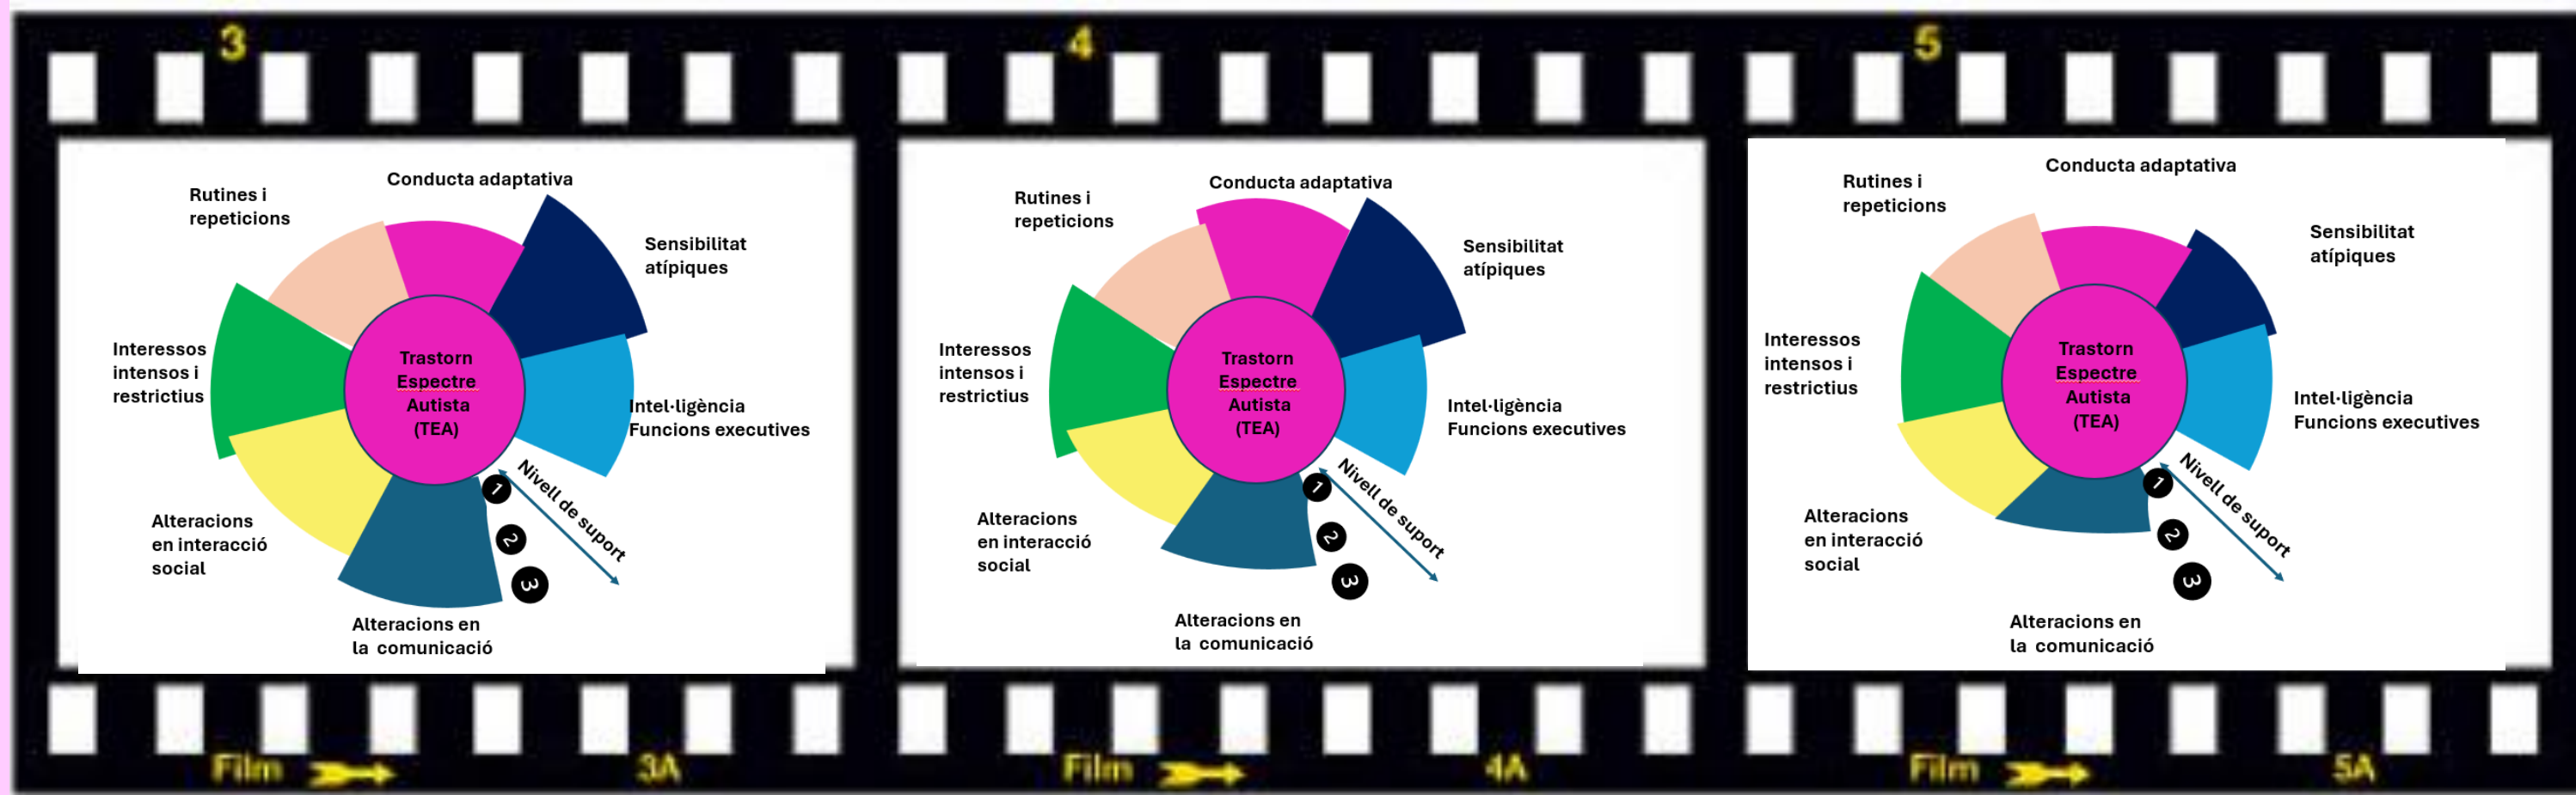 3
4
5
Conducta adaptativa
Rutines i
repeticions
Sensibilitat
atípiques
Interessos
intensos i
restrictius
Trastorn
Espectre
Autista
(TEA)
Intel·ligència
Funcions executives
1
2
3
Nivell de suport
Alteracions
en interacció
social
Alteracions en
la comunicació
Conducta adaptativa
Rutines i
repeticions
Sensibilitat
atípiques
Interessos
intensos i
restrictius
Trastorn
Espectre
Autista
(TEA)
Intel·ligència
Funcions executives
1
2
3
Nivell de suport
Alteracions
en interacció
social
Alteracions en
la comunicació
Conducta adaptativa
Rutines i
repeticions
Sensibilitat
atípiques
Interessos
intensos i
restrictius
Trastorn
Espectre
Autista
(TEA)
Intel·ligència
Funcions executives
1
2
3
Nivell de suport
Alteracions
en interacció
social
Alteracions en
la comunicació
Film 3A
Film 4A
Film 5A